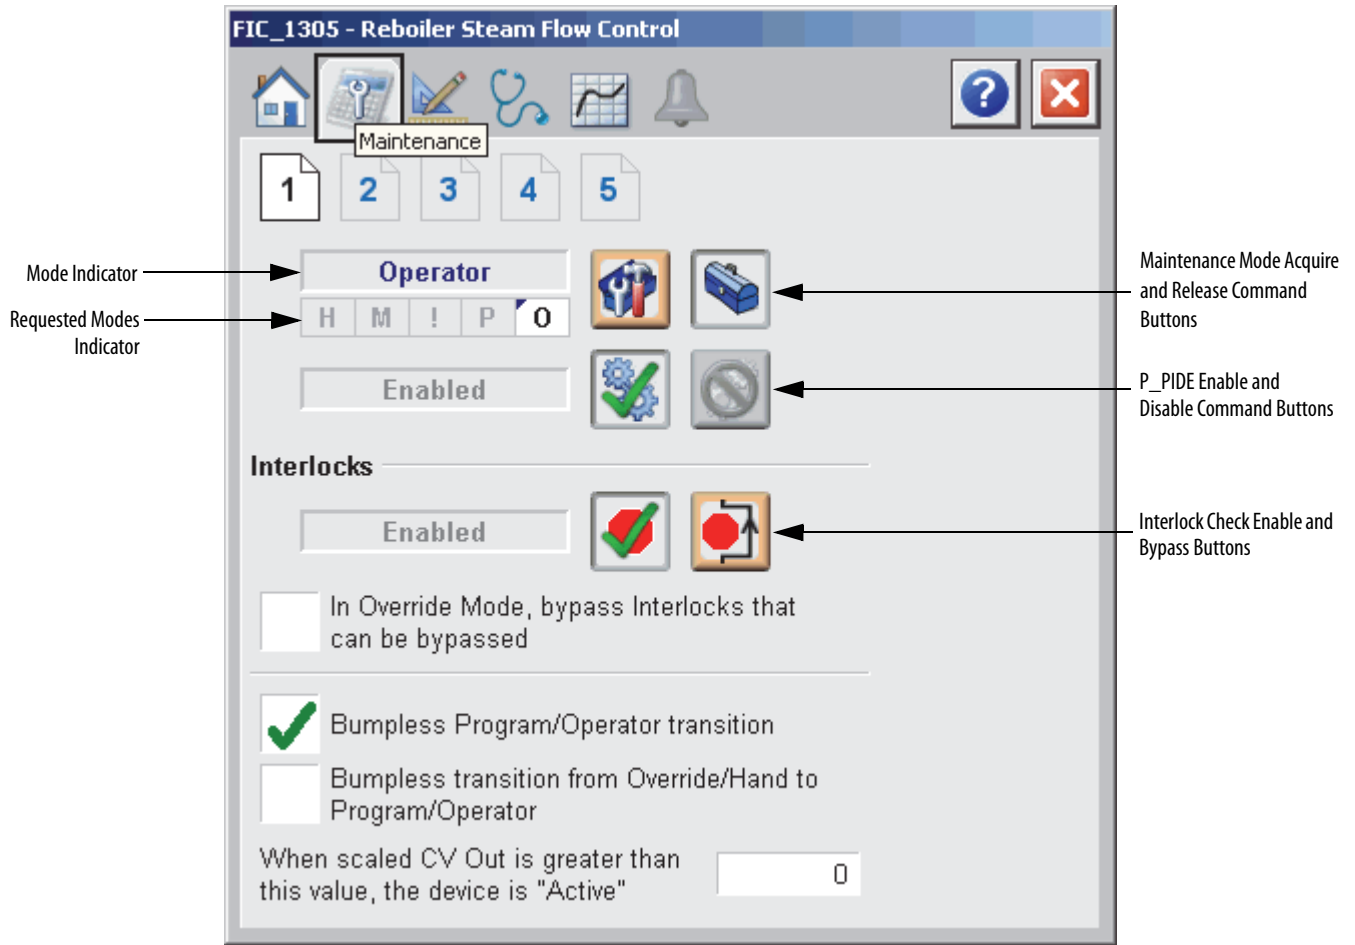 FIC_1305 - Reboiler Steam Flow Control
?
Maintenance
1 2 3 4 5
Mode Indicator
Operator
Maintenance Mode Acquire
and Release Command
Buttons
Requested Modes
Indicator
H M ! P O
Enabled
P_PIDE Enable and
Disable Command Buttons
Interlocks
Enabled
Interlock Check Enable and
Bypass Buttons
In Override Mode, bypass Interlocks that
can be bypassed
Bumpless Program/Operator transition
Bumpless transition from Override/Hand to
Program/Operator
When scaled CV Out is greater than
this value, the device is "Active"
0